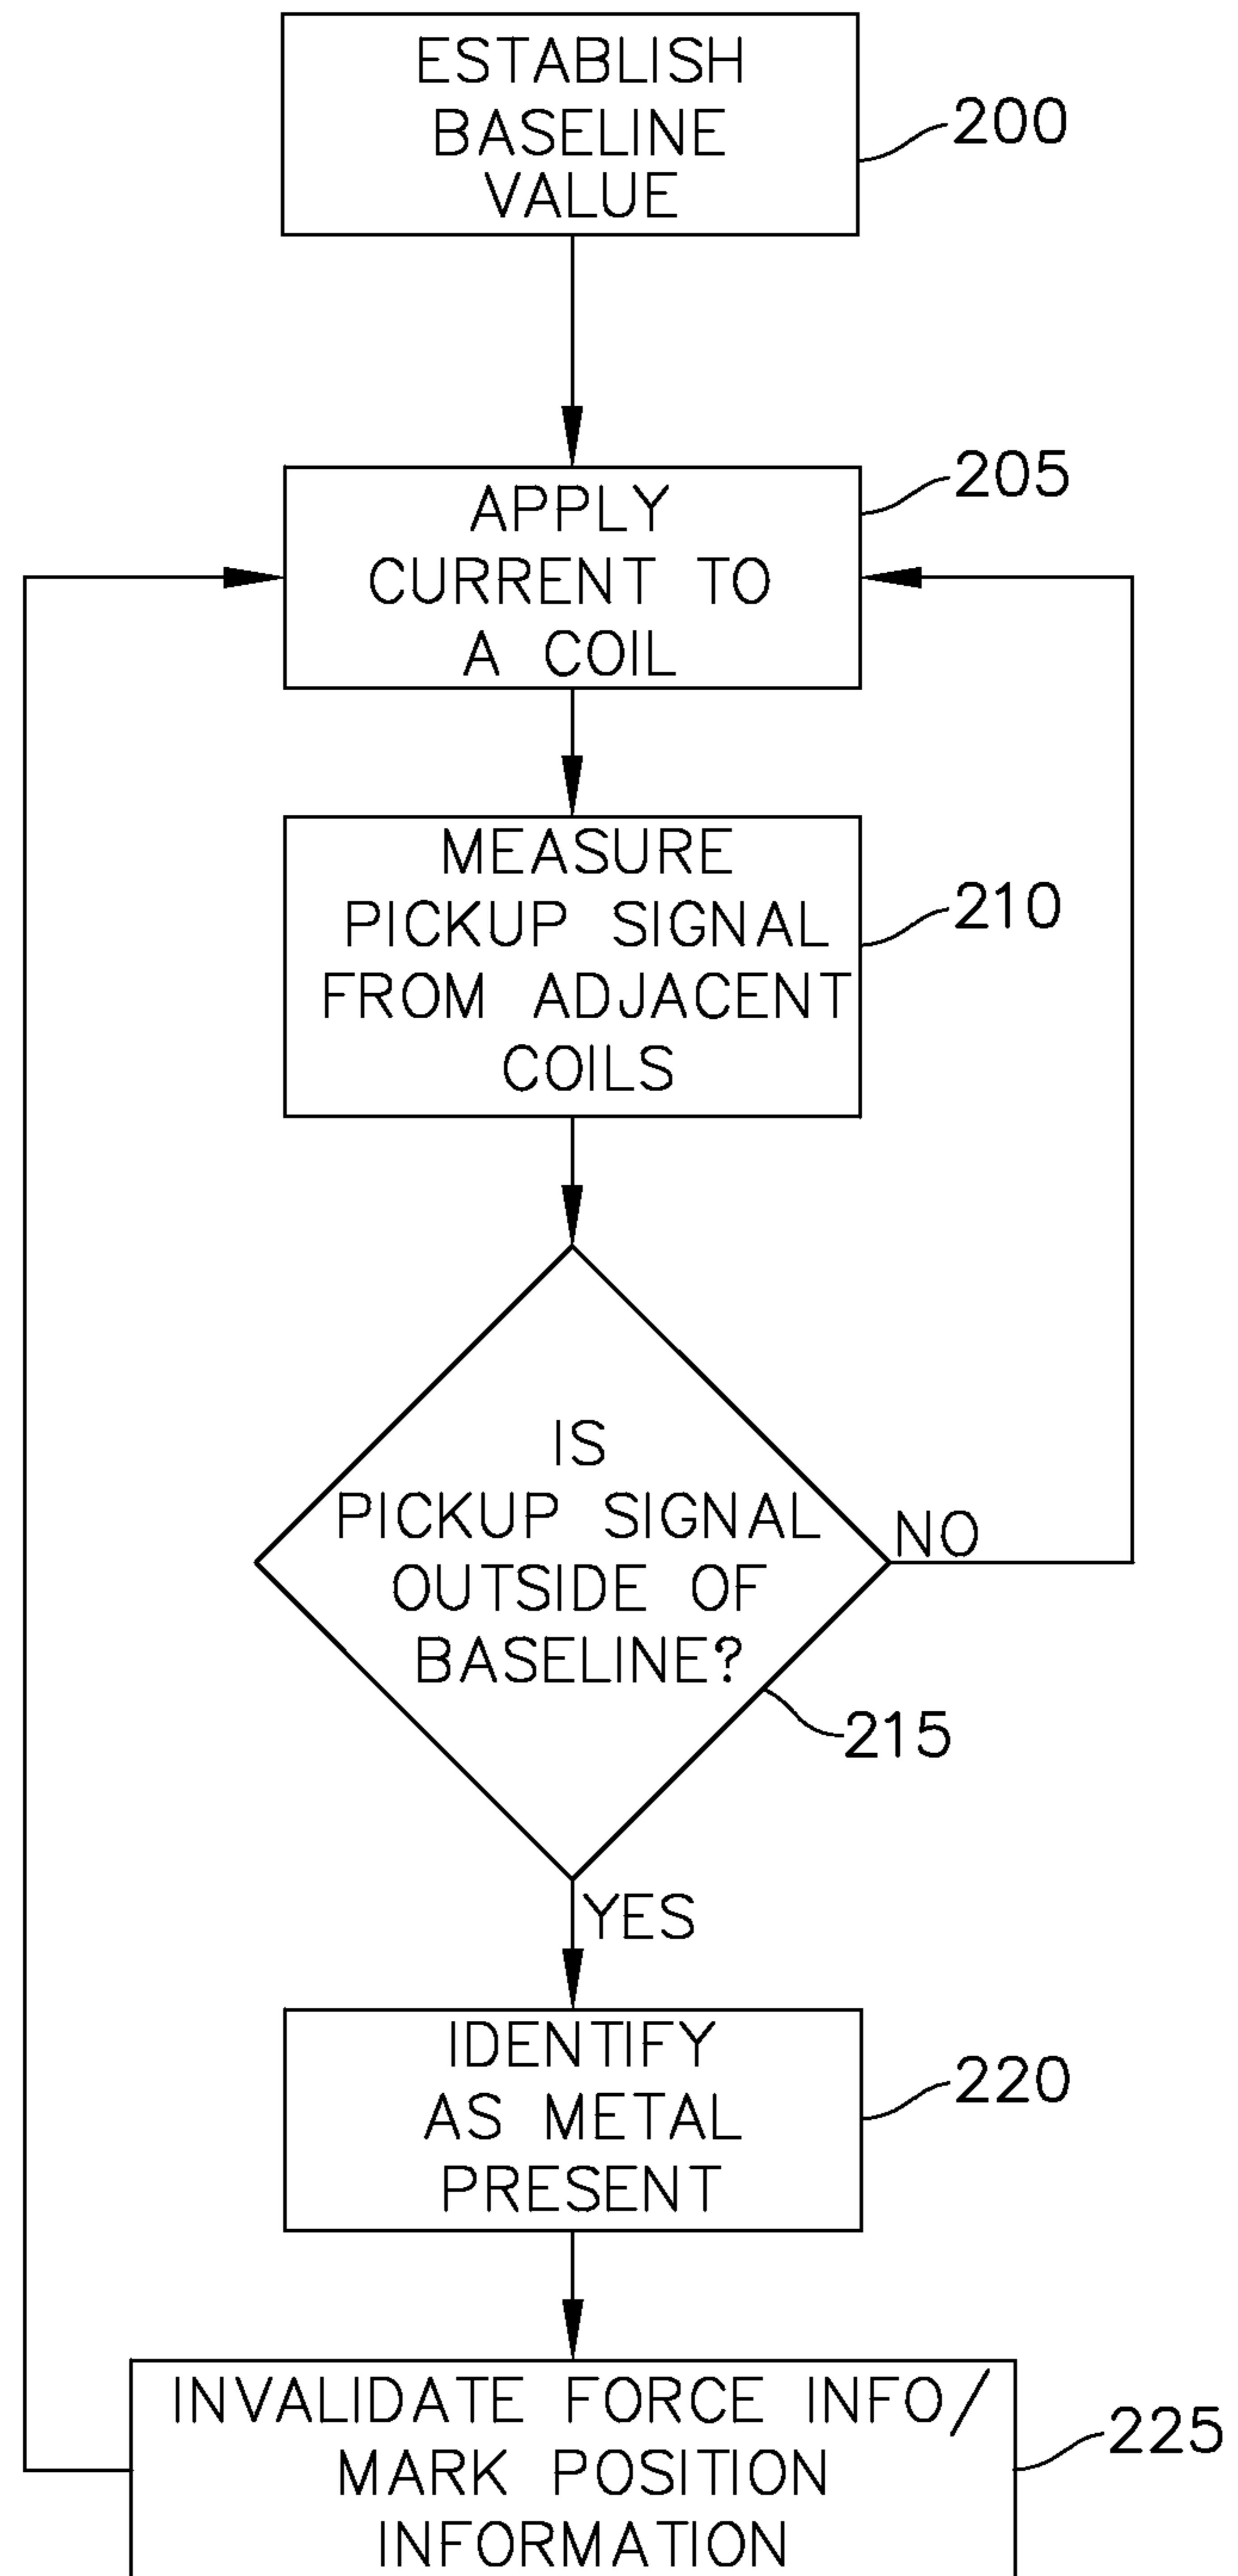 ESTABLISH
BASELINE
VALUE
200
APPLY
CURRENT TO
A COIL
205
MEASURE
PICKUP SIGNAL
FROM ADJACENT
COILS
210
IS
PICKUP SIGNAL
OUTSIDE OF
BASELINE?
NO
215
YES
IDENTIFY
AS METAL
PRESENT
220
INVALIDATE FORCE INFO/
MARK POSITION
INFORMATION
225